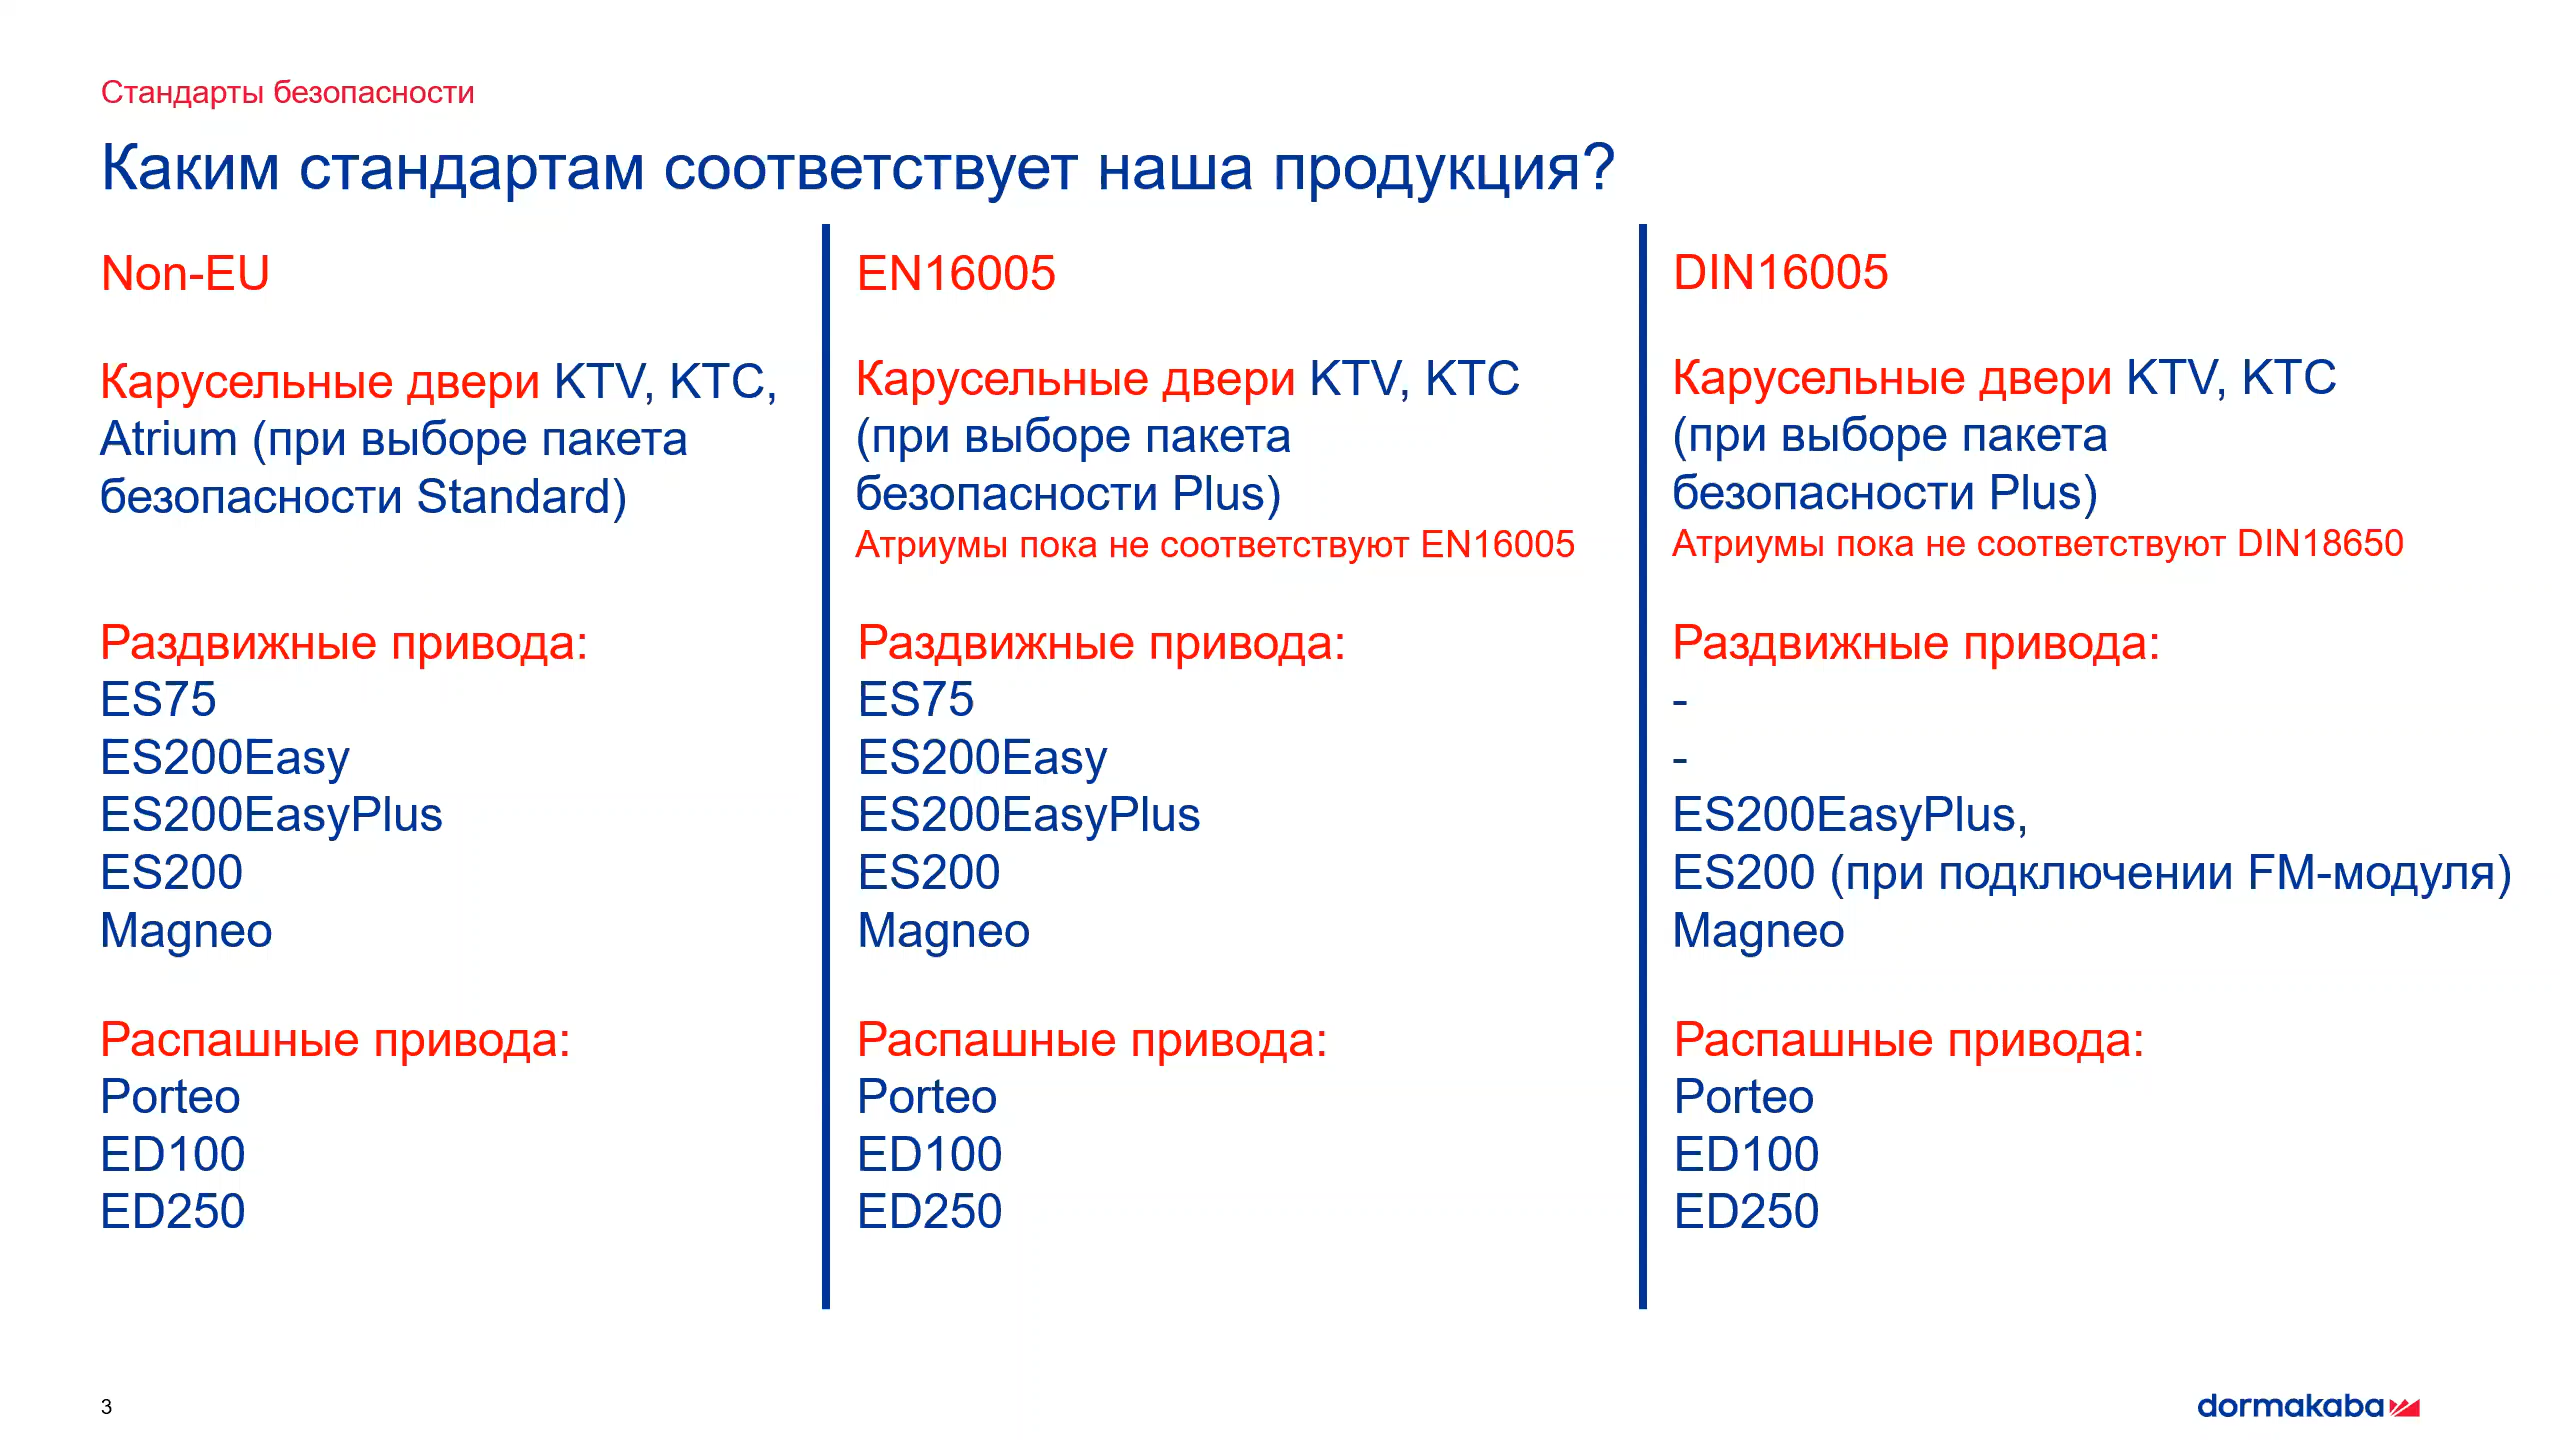 Стандарты безопасности
Каким стандартам соответствует наша продукция?
Non-EU
Карусельные двери KTV, KTC,
Atrium (при выборе пакета
безопасности Standard)
Раздвижные привода:
ES75
ES200Easy
ES200EasyPlus
ES200
Magneo
Распашные привода:
Porteo
ED100
ED250
EN16005
Карусельные двери KTV, KTC
(при выборе пакета
безопасности Plus)
Атриумы пока не соответствуют EN16005
Раздвижные привода:
ES75
ES200Easy
ES200EasyPlus
ES200
Magneo
Распашные привода:
Porteo
ED100
ED250
DIN16005
Карусельные двери KTV, KTC
(при выборе пакета
безопасности Plus)
Атриумы пока не соответствуют DIN18650
Раздвижные привода:
-
-
ES200EasyPlus,
ES200 (при подключении FM-модуля)
Magneo
Распашные привода:
Porteo
ED100
ED250
3
dormakaba